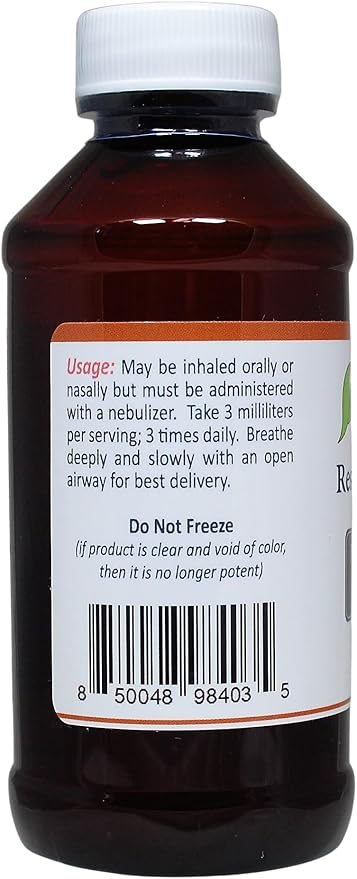 Usage: May be inhaled orally or
nasally but must be administered
with a nebulizer. Take 3 milliliters
per serving; 3 times daily. Breathe
deeply and slowly with an open
airway for best delivery.
Do Not Freeze
(if product is clear and void of color,
then it is no longer potent)
8 50048 98403 5